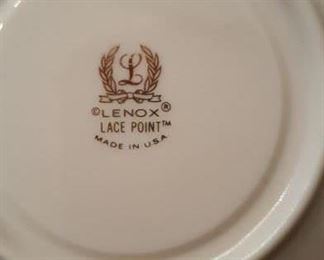 L
©LENOX®
LACE POINT™
MADE IN U.S.A.